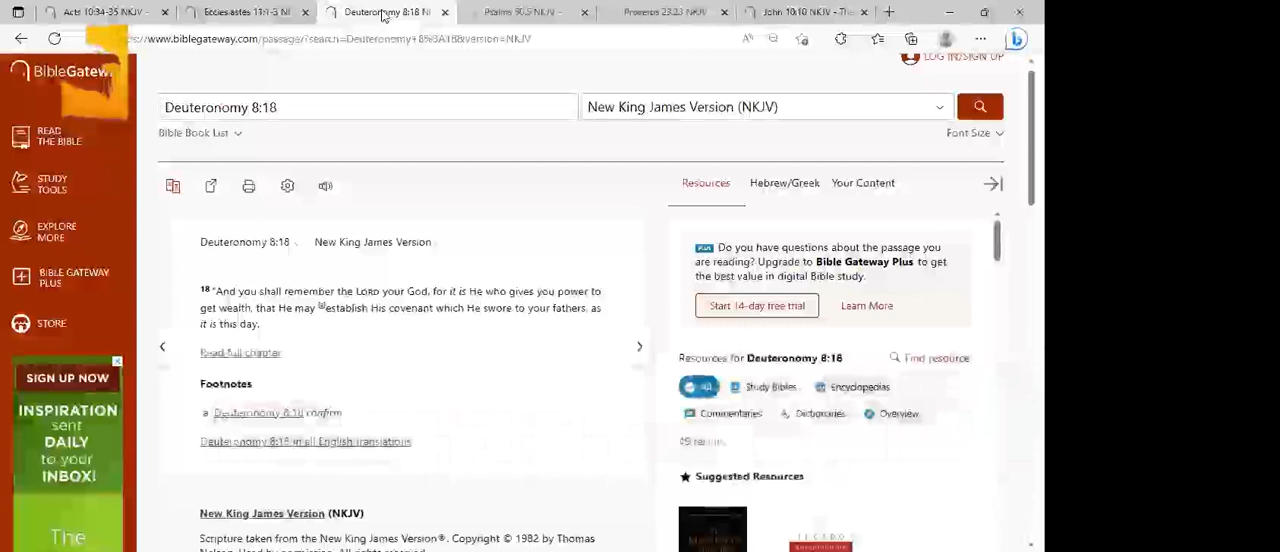 Acts 10:34-35 NKJV -
Ecclesiastes 11:1-3 NK
Deuteronomy 8:18 NK
Psalms
NKJV -
Proverbs 23:23 NKJV
John 10:10 NKJV - The
www.biblegateway.com/passage/?search=Deuteronomy+8%3A18&version=NKJV
BibleGatew
LOG IN/SIGN UP
Deuteronomy 8:18
New King James Version (NKJV)
Bible Book List
Font Size
READ
THE BIBLE
STUDY
TOOLS
EXPLORE
MORE
BIBLE GATEWAY
PLUS
STORE
Resources
Hebrew/Greek
Your Content
Deuteronomy 8:18
New King James Version
18 "And you shall remember the LORD your God, for it is He who gives you power to
get wealth, that He may [a]establish His covenant which He swore to your fathers, as
it is this day.
Read full chapter
Footnotes
a Deuteronomy 8:18 confirm
Deuteronomy 8:18 in all English translations
New King James Version (NKJV)
Scripture taken from the New King James Version®. Copyright © 1982 by Thomas
Nelson. Used by permission. All rights reserved.
PLUS Do you have questions about the passage you
are reading? Upgrade to Bible Gateway Plus to get
the best value in digital Bible study.
Start 14-day free trial
Learn More
Resources for Deuteronomy 8:18
Find resource
All
Study Bibles
Encyclopedias
Commentaries
Dictionaries
Overview
★ Suggested Resources
SIGN UP NOW
INSPIRATION
sent
DAILY
to your
INBOX!
The